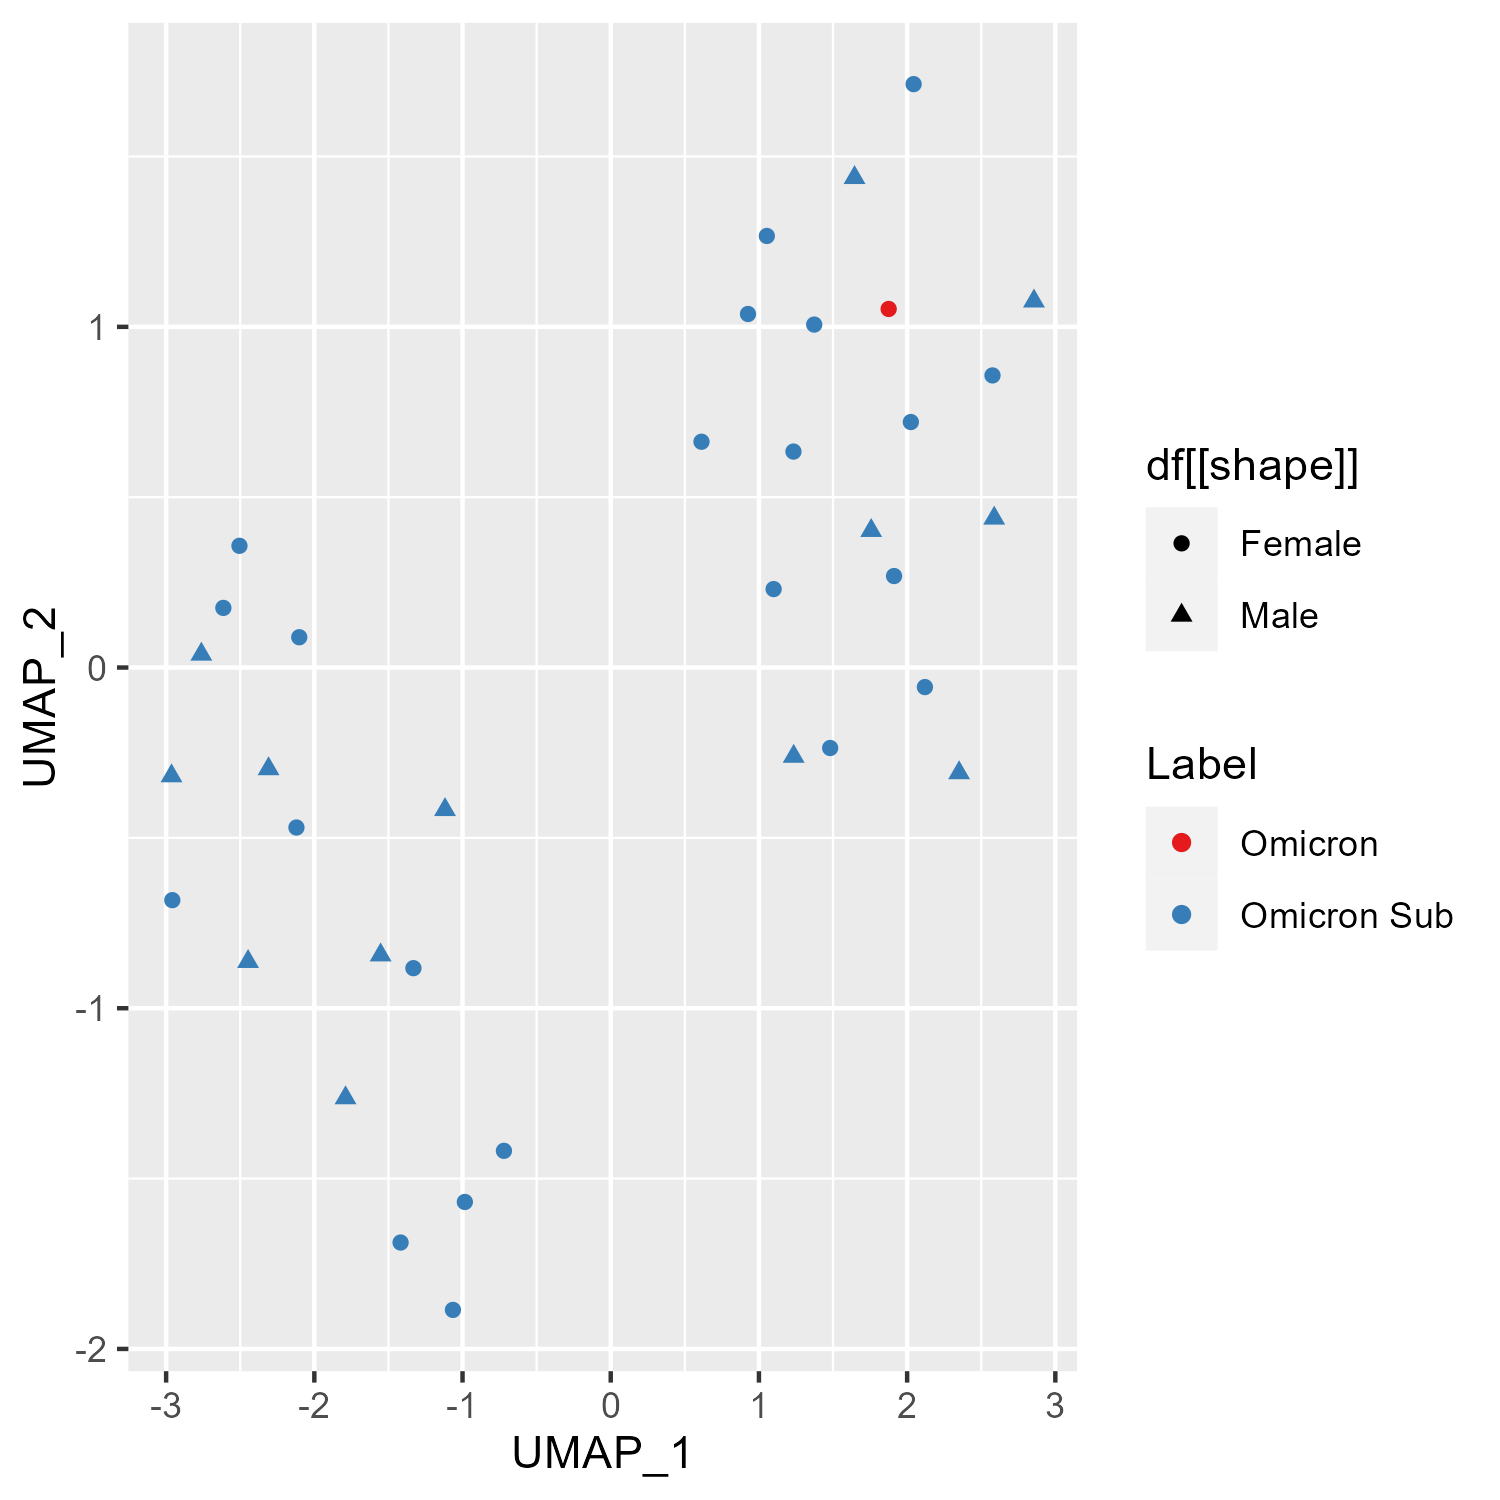 1
0
-1
-2
UMAP_2
-3 -2 -1 0 1 2 3
UMAP_1
df[[shape]]
Female
Male
Label
Omicron
Omicron Sub